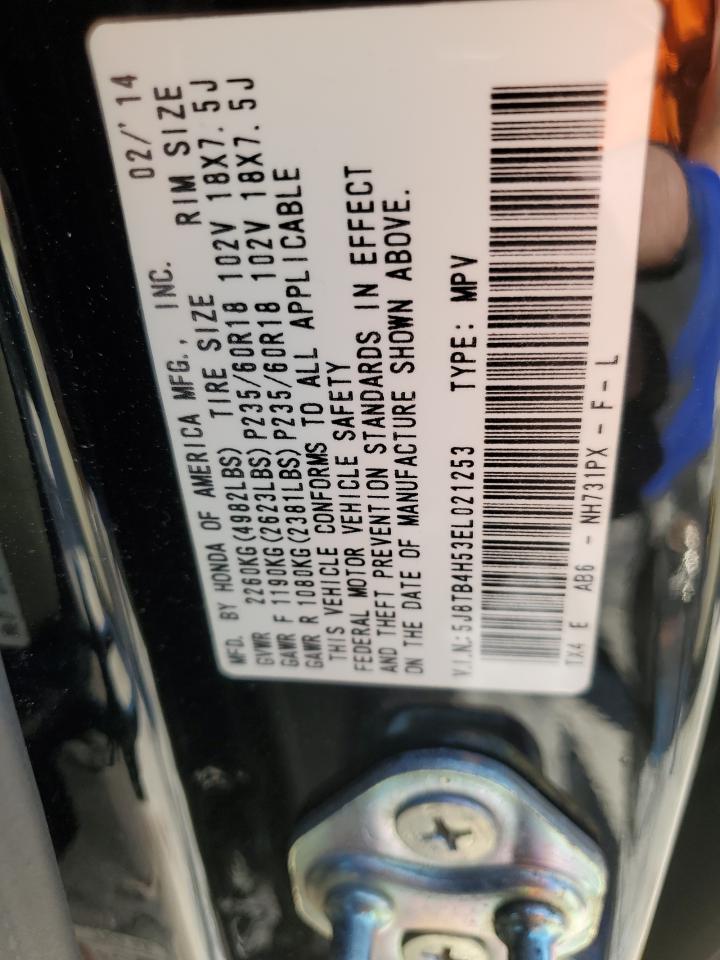 MFD. BY HONDA OF AMERICA MFG., INC. 02/'14
GVWR 2260KG(4982LBS) TIRE SIZE RIM SIZE
GAWR F 1190KG(2623LBS) P235/60R18 102V 18X7.5J
GAWR R 1080KG(2381LBS) P235/60R18 102V 18X7.5J
THIS VEHICLE CONFORMS TO ALL APPLICABLE
FEDERAL MOTOR VEHICLE SAFETY
AND THEFT PREVENTION STANDARDS IN EFFECT
ON THE DATE OF MANUFACTURE SHOWN ABOVE.
V.I.N.: 5J8TB4H53EL021253 TYPE: MPV
TX4 E AB6 - NH731PX - F - L